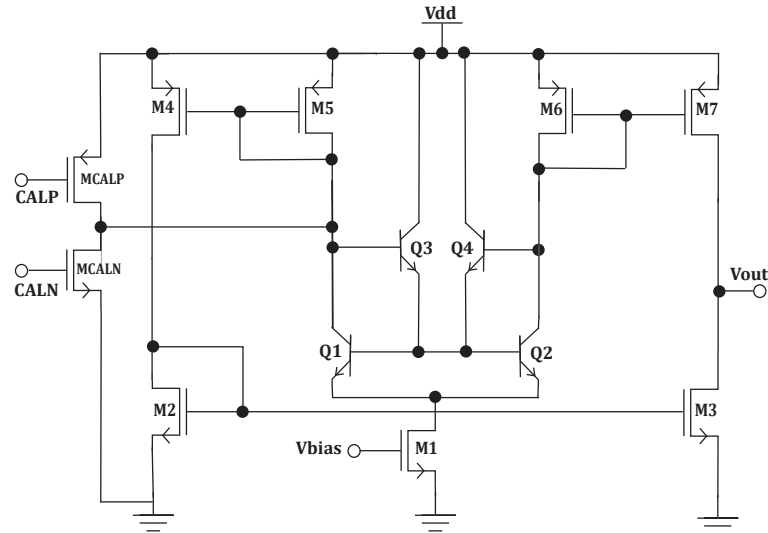 Vdd
M4
M5
M6
M7
MCALP
CALP
MCALN
CALN
Q3
Q4
Vout
Q1
Q2
M2
M3
Vbias
M1